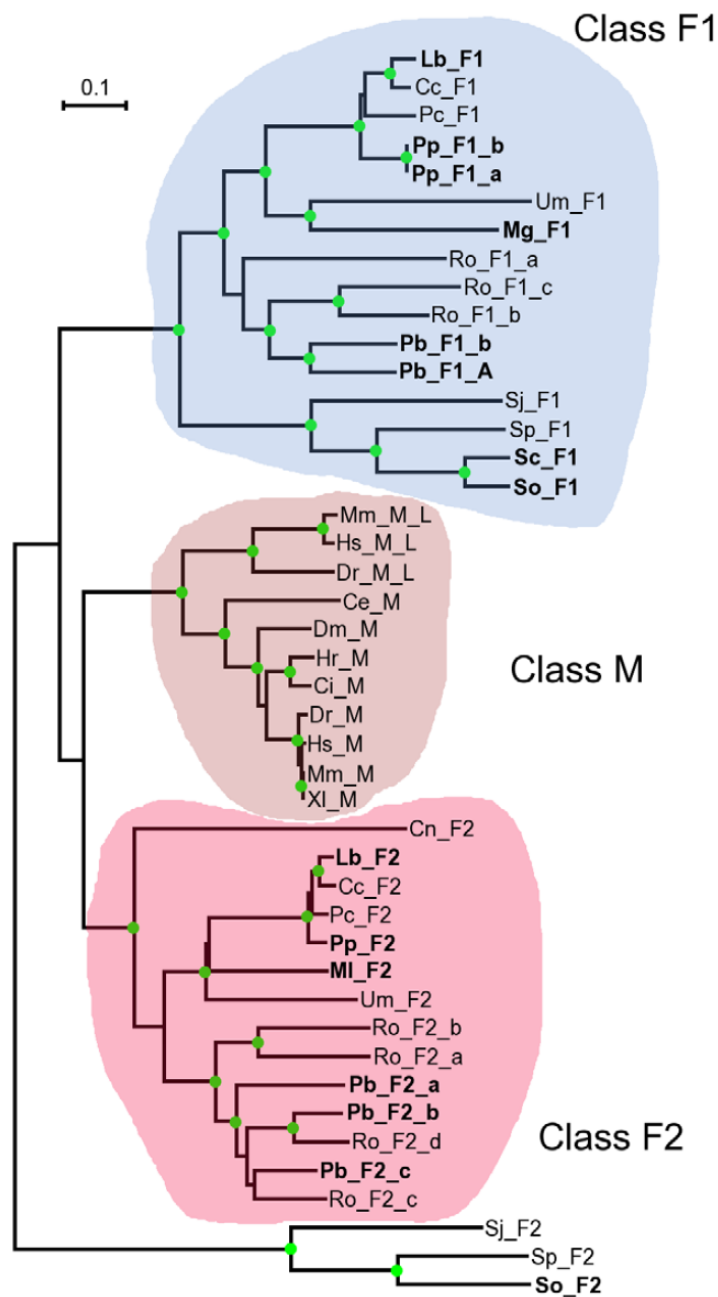 Class F1
0.1
Lb_F1
Cc_F1
Pc_F1
Pp_F1_b
Pp_F1_a
Um_F1
Mg_F1
Ro_F1_a
Ro_F1_c
Ro_F1_b
Pb_F1_b
Pb_F1_A
Sj_F1
Sp_F1
Sc_F1
So_F1
Mm_M_L
Hs_M_L
Dr_M_L
Ce_M
Dm_M
Hr_M
Class M
Ci_M
Dr_M
Hs_M
Mm_M
Xl_M
Cn_F2
Lb_F2
Cc_F2
Pc_F2
Pp_F2
Ml_F2
Um_F2
Ro_F2_b
Ro_F2_a
Pb_F2_a
Pb_F2_b
Class F2
Ro_F2_d
Pb_F2_c
Ro_F2_c
Sj_F2
Sp_F2
So_F2